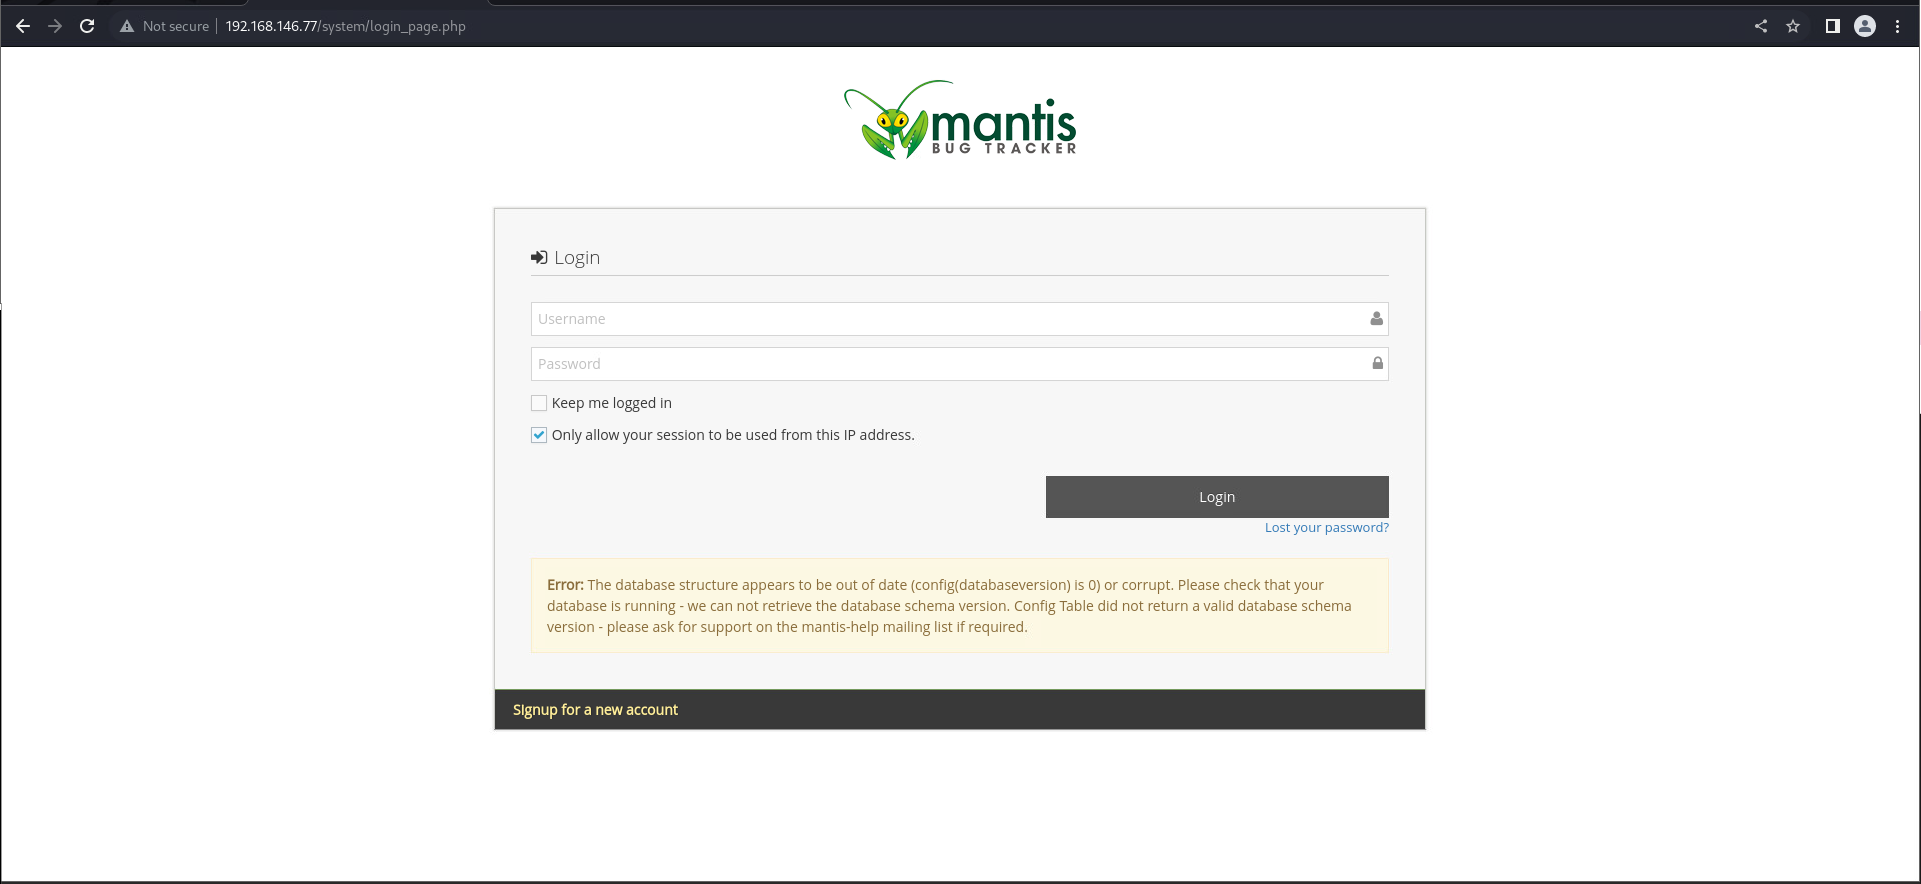 Not secure
192.168.146.77/system/login_page.php
mantis
BUG TRACKER
Login
Username
Password
Keep me logged in
Only allow your session to be used from this IP address.
Login
Lost your password?
Error: The database structure appears to be out of date (config(databaseversion) is 0) or corrupt. Please check that your
database is running - we can not retrieve the database schema version. Config Table did not return a valid database schema
version - please ask for support on the mantis-help mailing list if required.
Signup for a new account